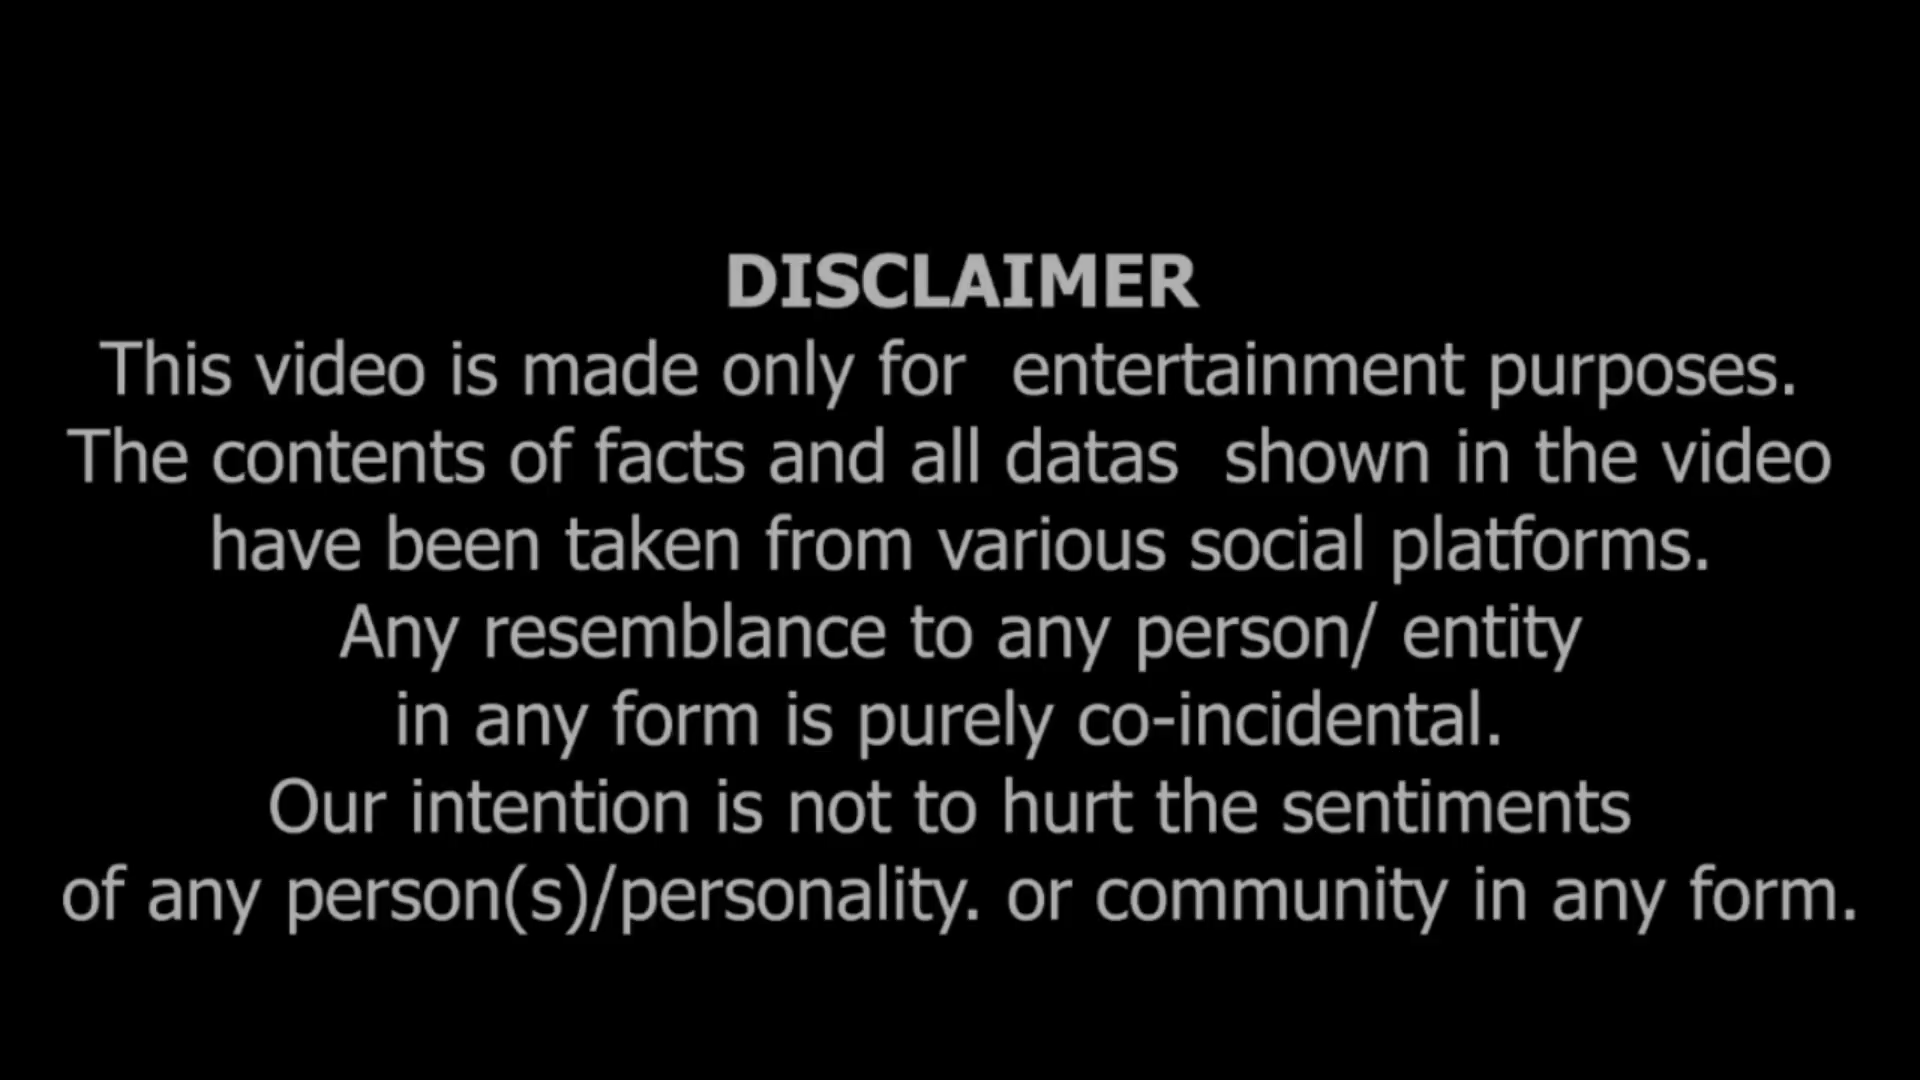 DISCLAIMER
This video is made only for entertainment purposes.
The contents of facts and all datas shown in the video
have been taken from various social platforms.
Any resemblance to any person/ entity
in any form is purely co-incidental.
Our intention is not to hurt the sentiments
of any person(s)/personality. or community in any form.